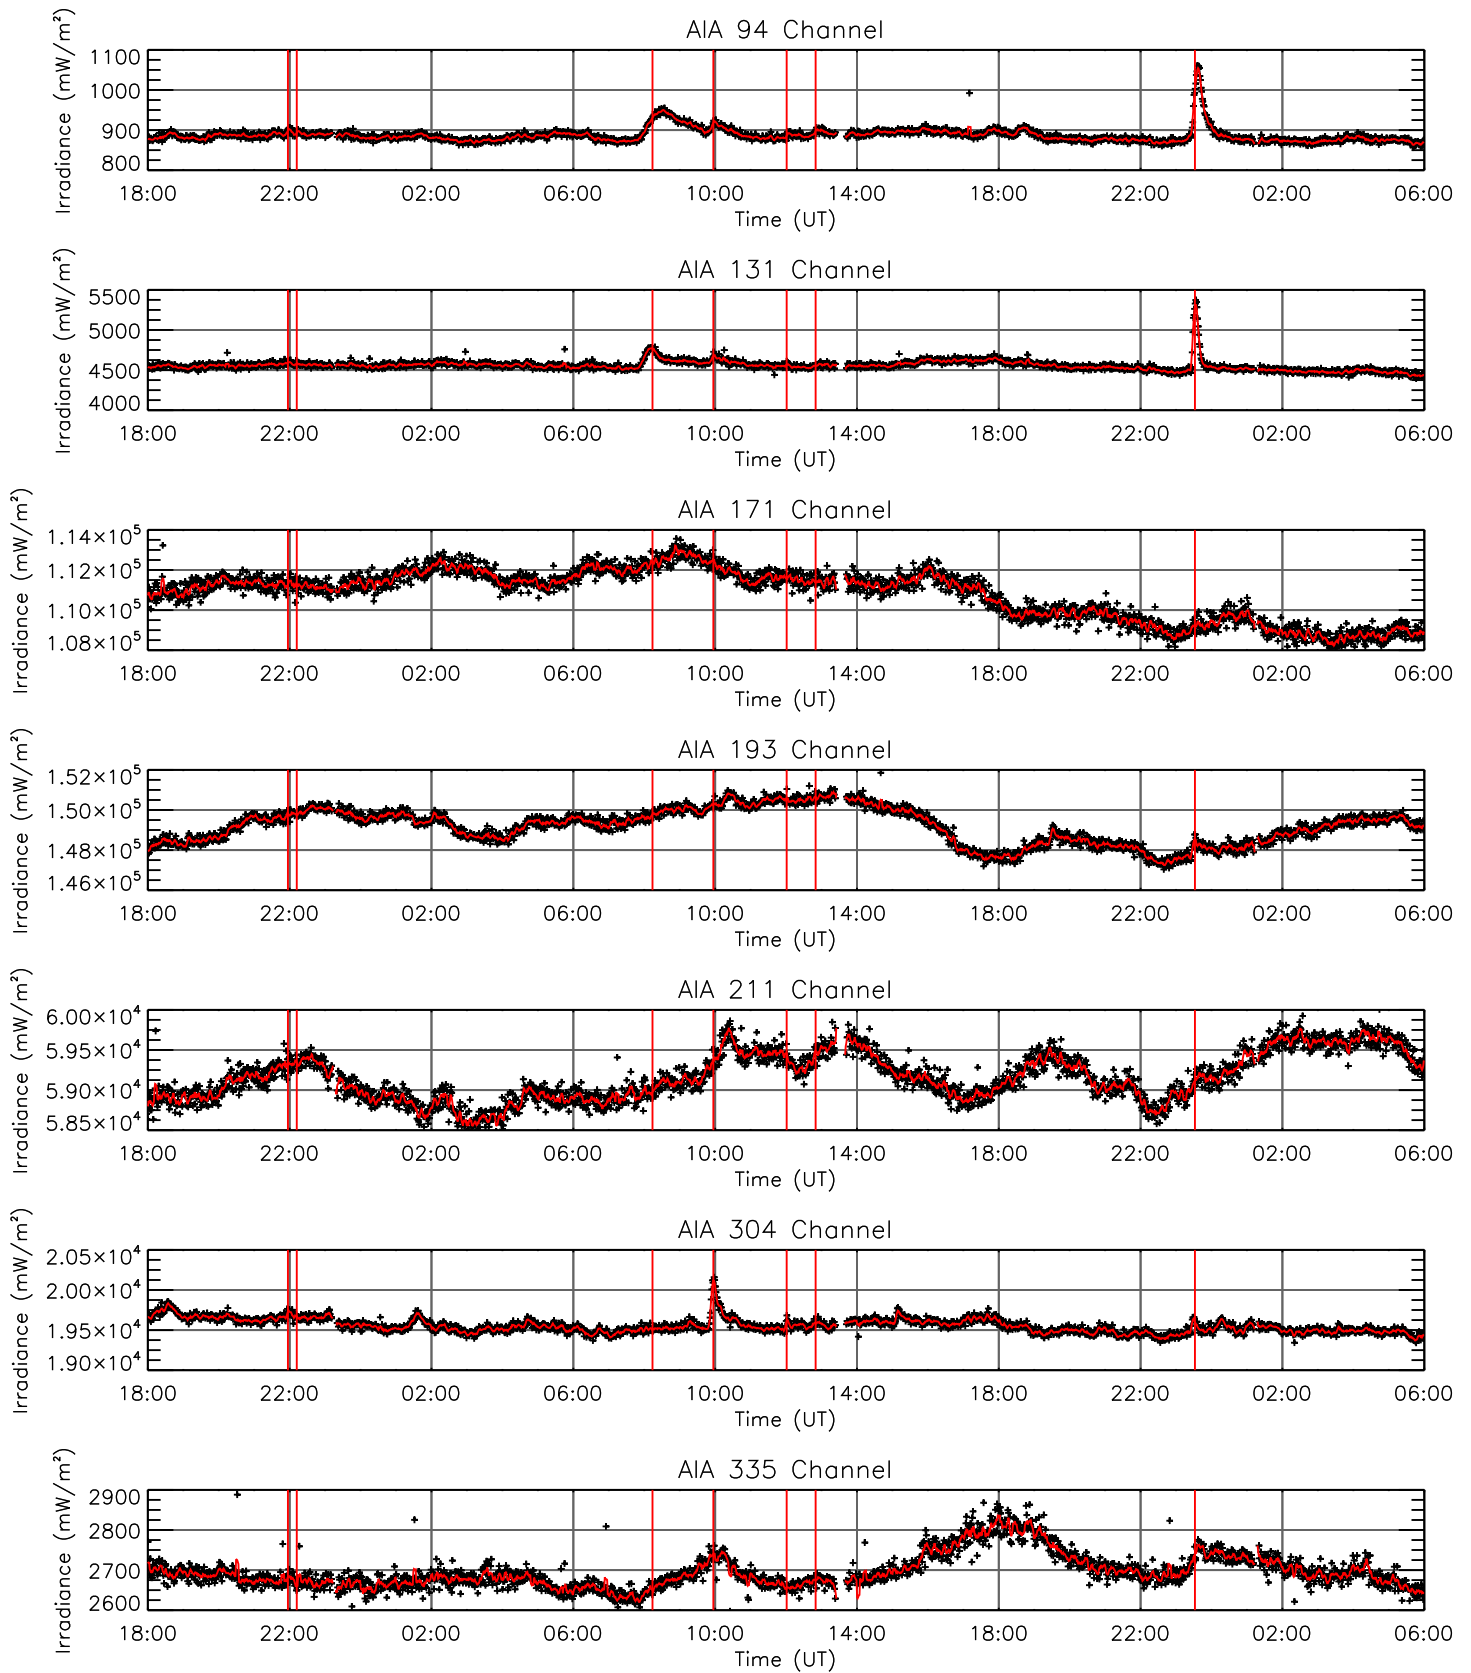 AIA 94 Channel
Irradiance (mW/m²)
1100
1000
900
800
18:00 22:00 02:00 06:00 10:00 14:00 18:00 22:00 02:00 06:00
Time (UT)
AIA 131 Channel
Irradiance (mW/m²)
5500
5000
4500
4000
18:00 22:00 02:00 06:00 10:00 14:00 18:00 22:00 02:00 06:00
Time (UT)
AIA 171 Channel
Irradiance (mW/m²)
1.14×10⁵
1.12×10⁵
1.10×10⁵
1.08×10⁵
18:00 22:00 02:00 06:00 10:00 14:00 18:00 22:00 02:00 06:00
Time (UT)
AIA 193 Channel
Irradiance (mW/m²)
1.52×10⁵
1.50×10⁵
1.48×10⁵
1.46×10⁵
18:00 22:00 02:00 06:00 10:00 14:00 18:00 22:00 02:00 06:00
Time (UT)
AIA 211 Channel
Irradiance (mW/m²)
6.00×10⁴
5.95×10⁴
5.90×10⁴
5.85×10⁴
18:00 22:00 02:00 06:00 10:00 14:00 18:00 22:00 02:00 06:00
Time (UT)
AIA 304 Channel
Irradiance (mW/m²)
2.05×10⁴
2.00×10⁴
1.95×10⁴
1.90×10⁴
18:00 22:00 02:00 06:00 10:00 14:00 18:00 22:00 02:00 06:00
Time (UT)
AIA 335 Channel
Irradiance (mW/m²)
2900
2800
2700
2600
18:00 22:00 02:00 06:00 10:00 14:00 18:00 22:00 02:00 06:00
Time (UT)